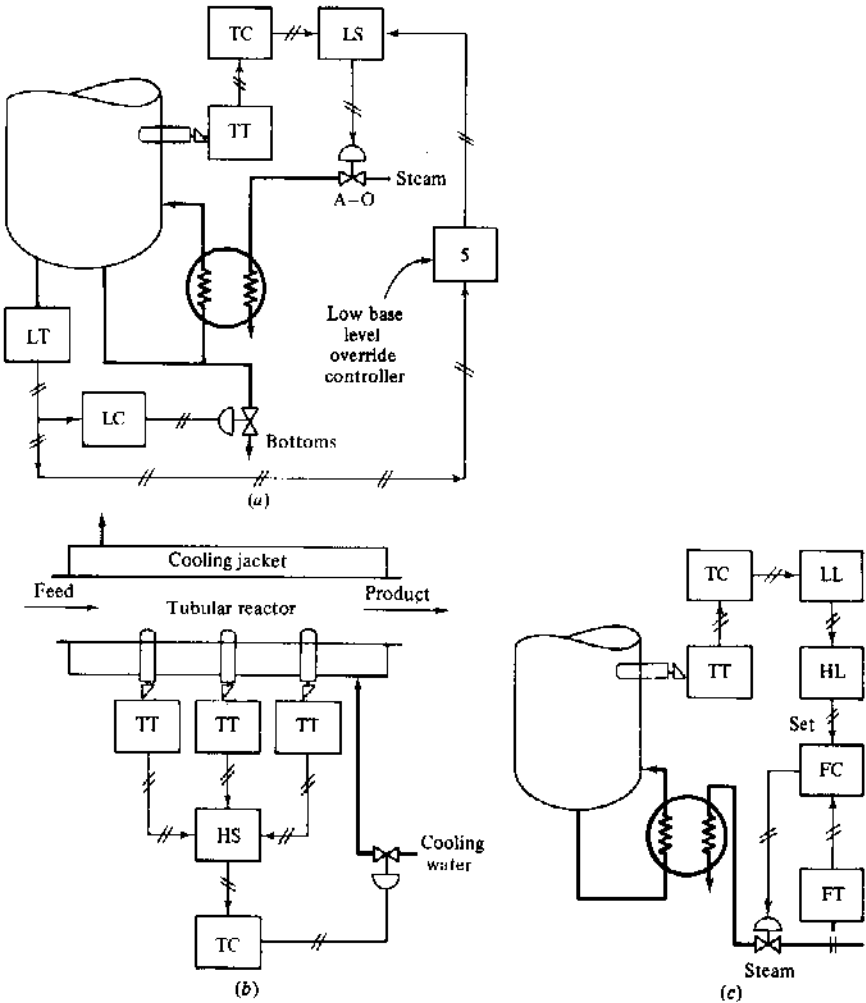 TC
LS
TT
Steam
A-O
5
Low base
level
override
controller
LT
LC
Bottoms
(a)
Cooling jacket
Feed
Product
Tubular reactor
TT
TT
TT
HS
Cooling
water
TC
(b)
TC
LL
TT
HL
Set
FC
FT
Steam
(c)